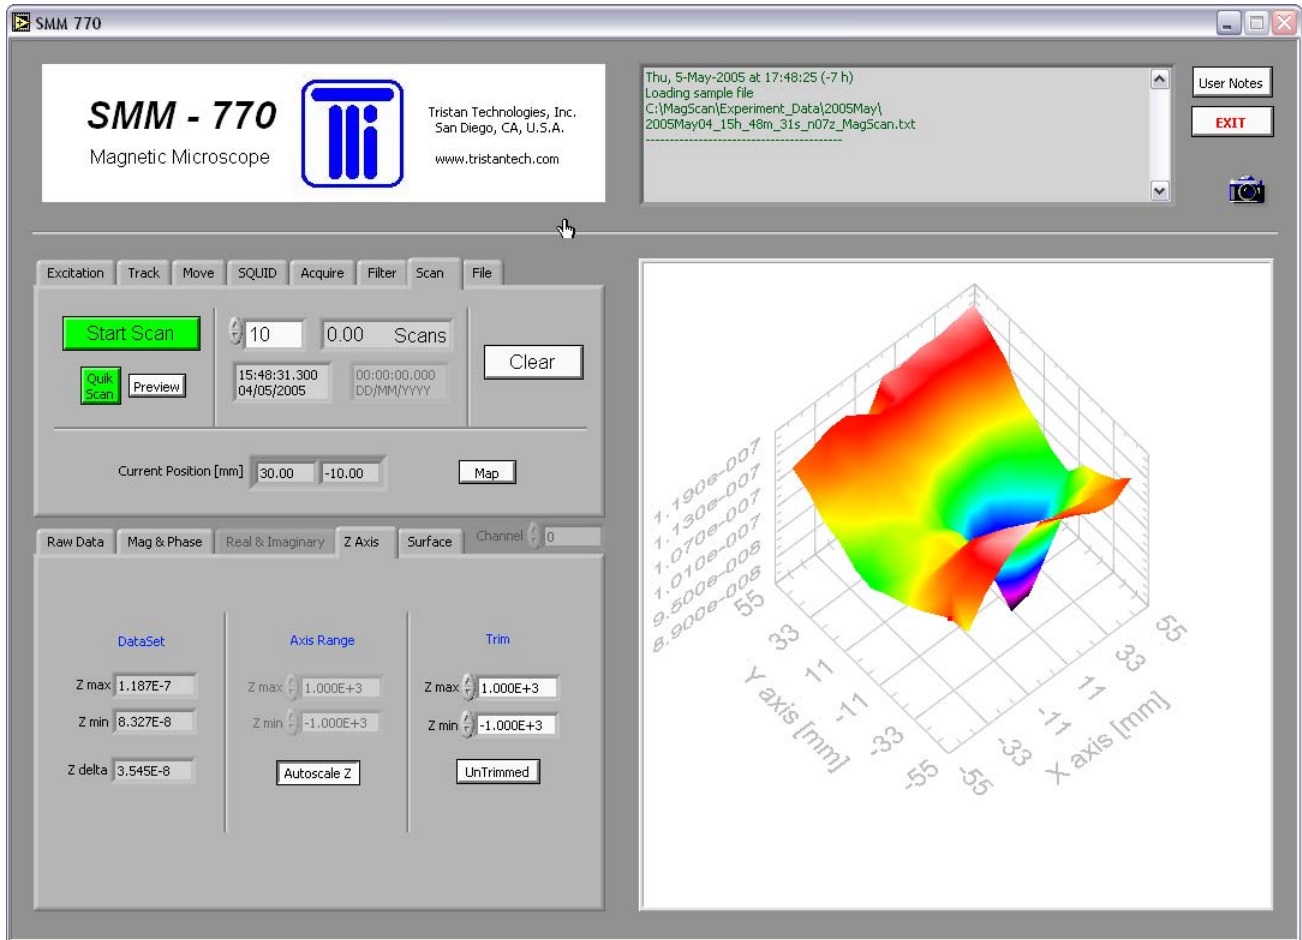 SMM 770
SMM - 770
Magnetic Microscope
Tristan Technologies, Inc.
San Diego, CA, U.S.A.
www.tristantech.com
Thu, 5-May-2005 at 17:48:25 (-7 h)
Loading sample file
C:\MagScan\Experiment_Data\2005May\
2005May04_15h_48m_31s_n07z_MagScan.txt
----------------------------------------
User Notes
EXIT
Excitation Track Move SQUID Acquire Filter Scan File
Start Scan
10
0.00 Scans
Clear
Quik
Scan
Preview
15:48:31.300
04/05/2005
00:00:00.000
DD/MM/YYYY
Current Position [mm] 30.00 -10.00
Map
Raw Data Mag & Phase Real & Imaginary Z Axis Surface Channel 0
DataSet
Z max 1.187E-7
Z min 8.327E-8
Z delta 3.545E-8
Axis Range
Z max 1.000E+3
Z min -1.000E+3
Autoscale Z
Trim
Z max 1.000E+3
Z min -1.000E+3
UnTrimmed
1.190e-007
1.130e-007
1.070e-007
1.010e-007
9.500e-008
8.900e-008
55
33
11
-11
-33
-55
Y axis [mm]
55
33
11
-11
-33
-55
X axis [mm]